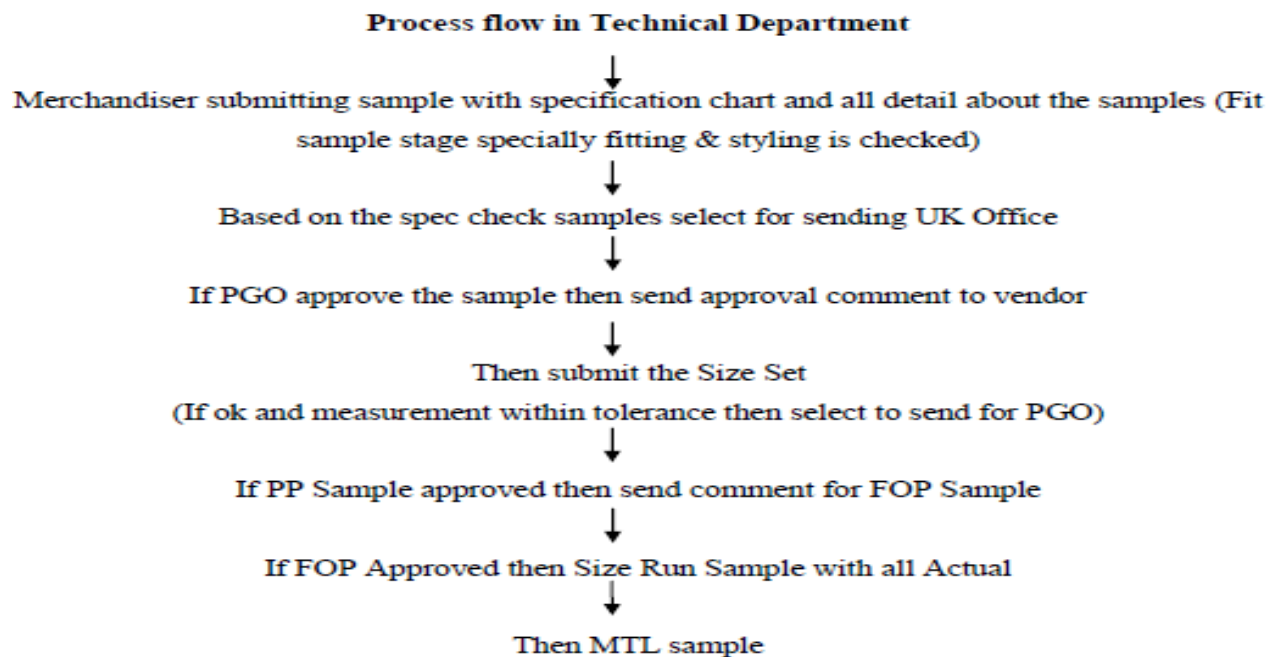 Process flow in Technical Department
Merchandiser submitting sample with specification chart and all detail about the samples (Fit
sample stage specially fitting & styling is checked)
Based on the spec check samples select for sending UK Office
If PGO approve the sample then send approval comment to vendor
Then submit the Size Set
(If ok and measurement within tolerance then select to send for PGO)
If PP Sample approved then send comment for FOP Sample
If FOP Approved then Size Run Sample with all Actual
Then MTL sample